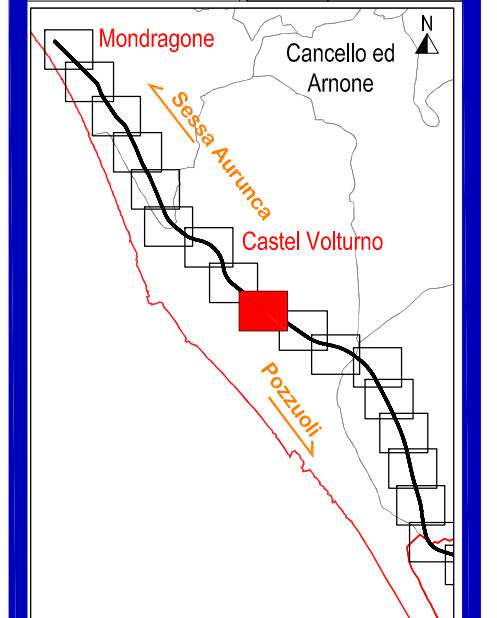 Mondragone
N
Cancello ed
Arnone
Sessa Aurunca
Castel Volturno
Pozzuoli